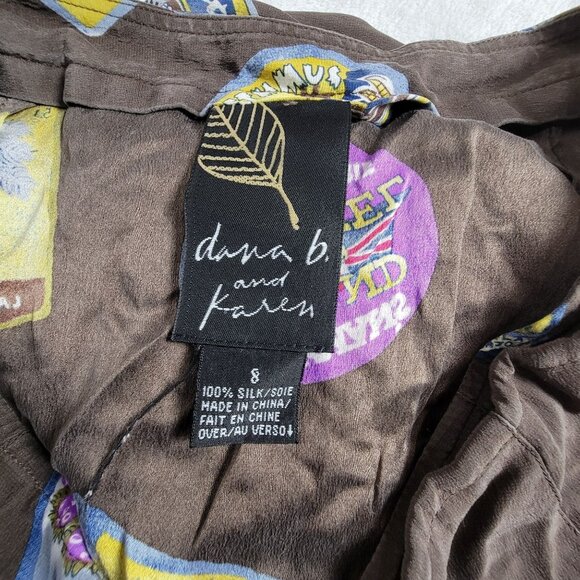 dana b.
and
karen
8
100% SILK/SOIE
MADE IN CHINA/
FAIT EN CHINE
OVER/AU VERSO↓